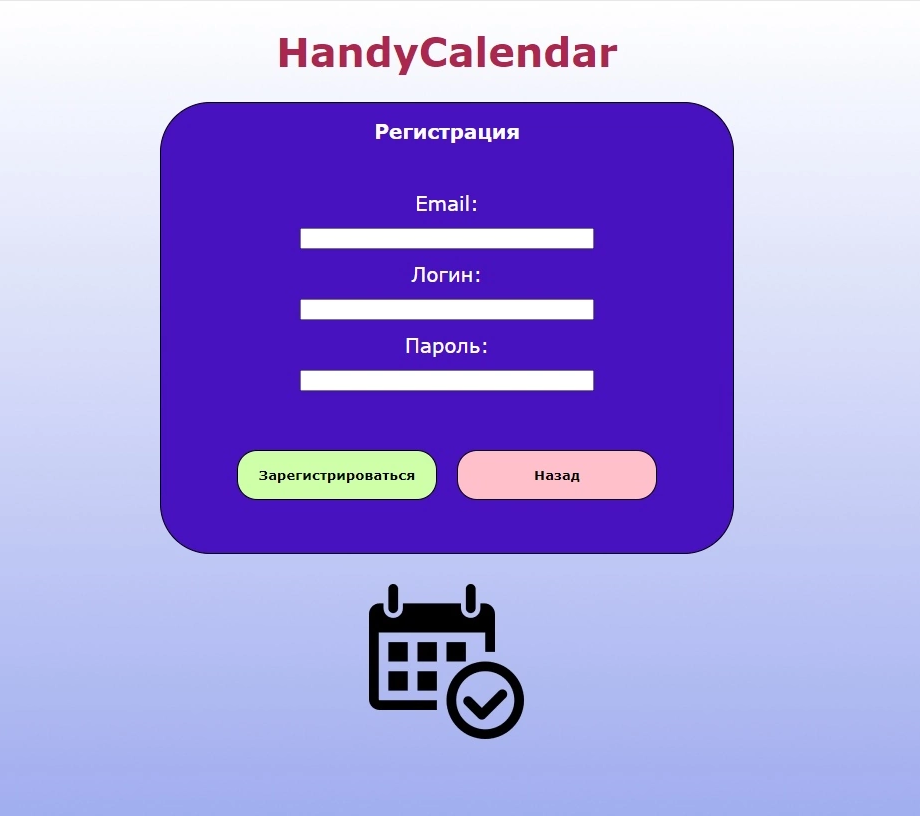 HandyCalendar
Регистрация
Email:
Логин:
Пароль:
Зарегистрироваться
Назад